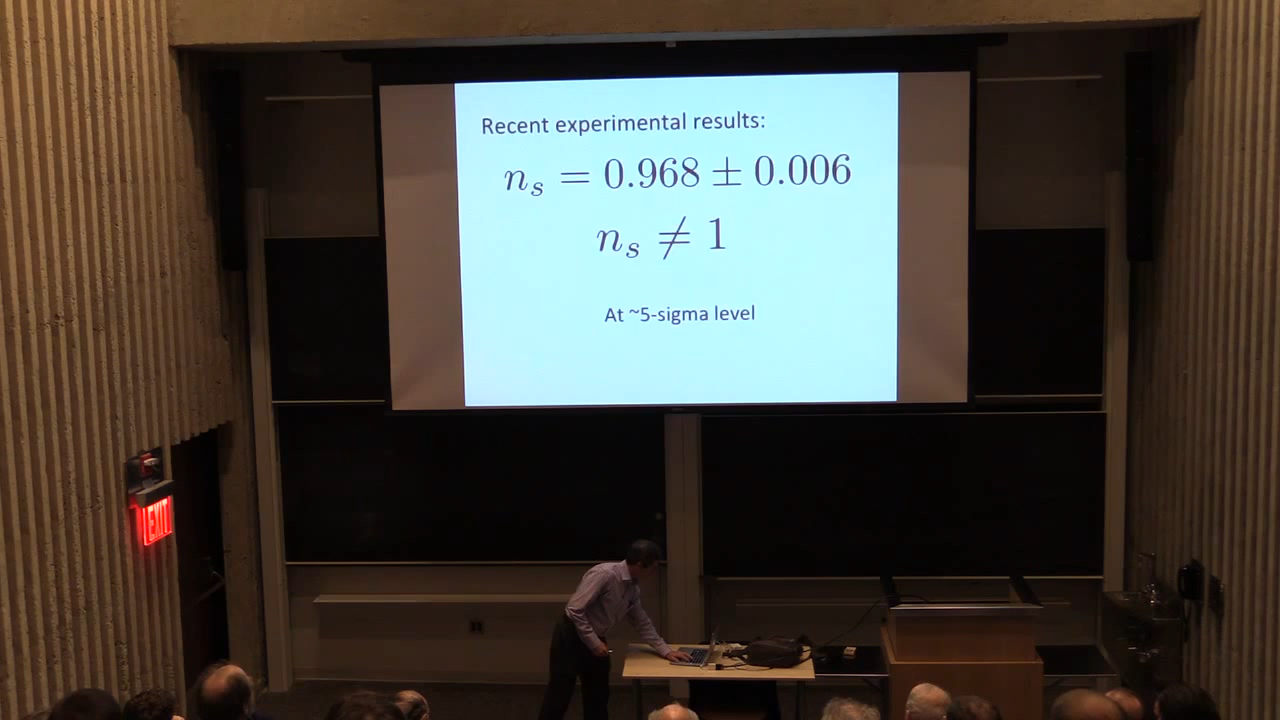 Recent experimental results:
n_s = 0.968 ± 0.006
n_s ≠ 1
At ~5-sigma level
EXIT